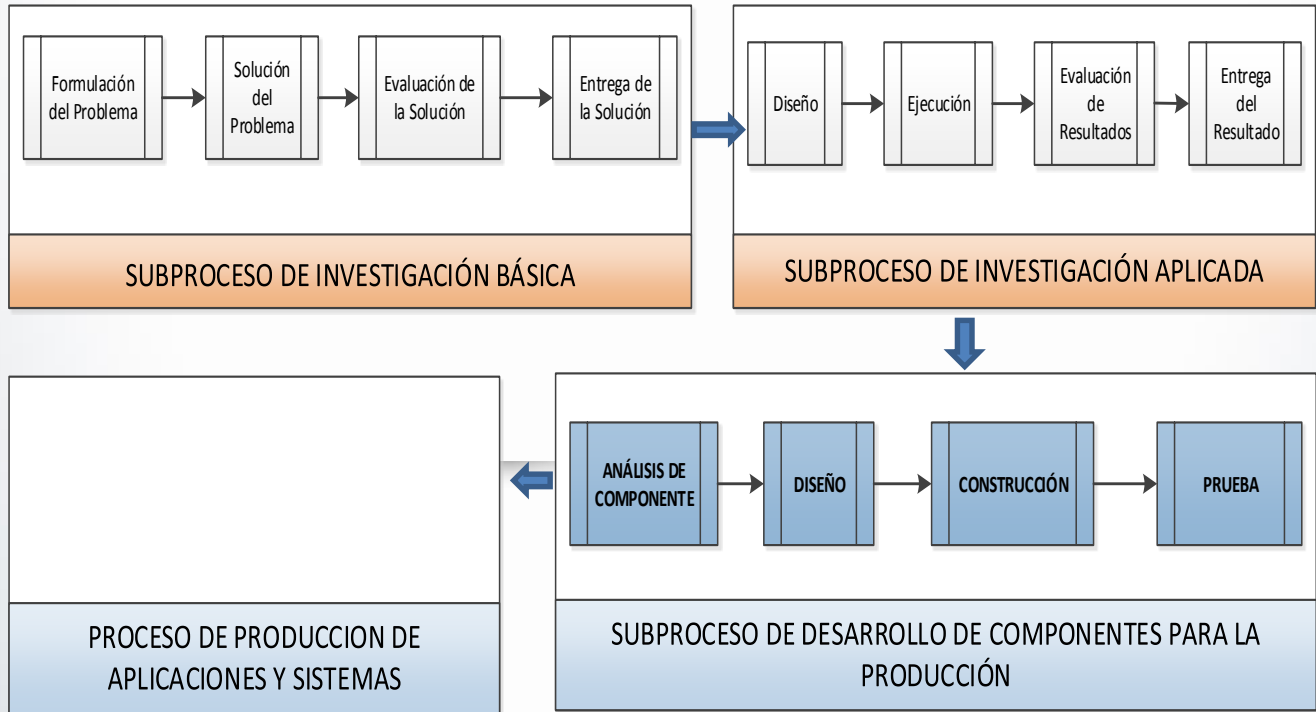 Formulación
del Problema
Solución
del
Problema
Evaluación de
la Solución
Entrega de
la Solución
SUBPROCESO DE INVESTIGACIÓN BÁSICA
Diseño
Ejecución
Evaluación
de
Resultados
Entrega
del
Resultado
SUBPROCESO DE INVESTIGACIÓN APLICADA
ANÁLISIS DE
COMPONENTE
DISEÑO
CONSTRUCCIÓN
PRUEBA
SUBPROCESO DE DESARROLLO DE COMPONENTES PARA LA
PRODUCCIÓN
PROCESO DE PRODUCCION DE
APLICACIONES Y SISTEMAS